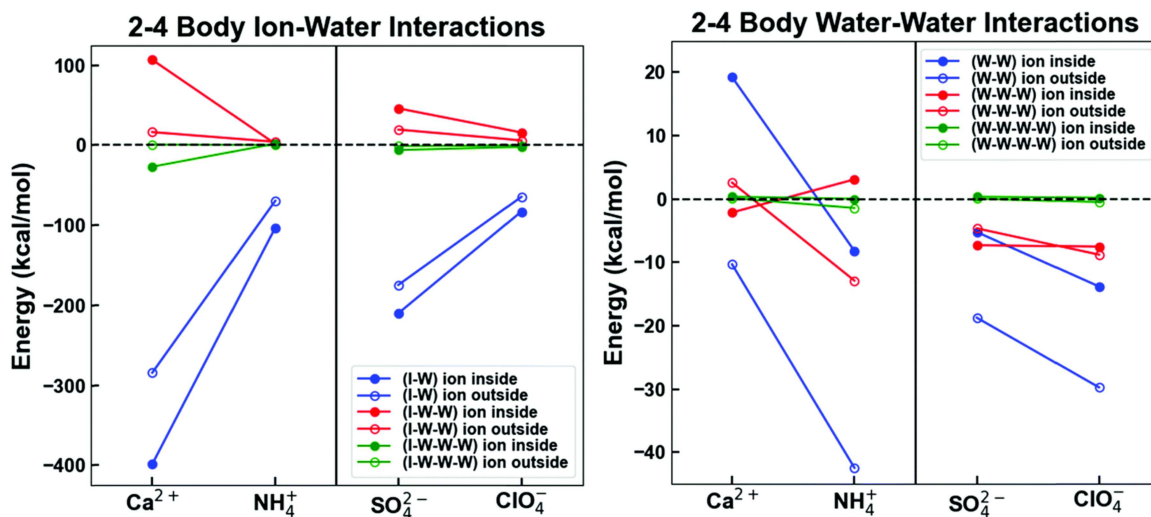 2-4 Body Ion-Water Interactions
Energy (kcal/mol)
100
0
−100
−200
−300
−400
(I-W) ion inside
(I-W) ion outside
(I-W-W) ion inside
(I-W-W) ion outside
(I-W-W-W) ion inside
(I-W-W-W) ion outside
Ca²⁺ NH₄⁺ SO₄²⁻ ClO₄⁻
2-4 Body Water-Water Interactions
Energy (kcal/mol)
20
10
0
−10
−20
−30
−40
(W-W) ion inside
(W-W) ion outside
(W-W-W) ion inside
(W-W-W) ion outside
(W-W-W-W) ion inside
(W-W-W-W) ion outside
Ca²⁺ NH₄⁺ SO₄²⁻ ClO₄⁻